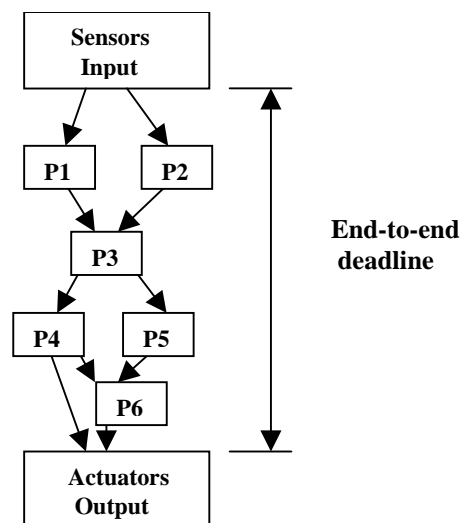 Sensors
Input
P1
P2
P3
End-to-end
deadline
P4
P5
P6
Actuators
Output